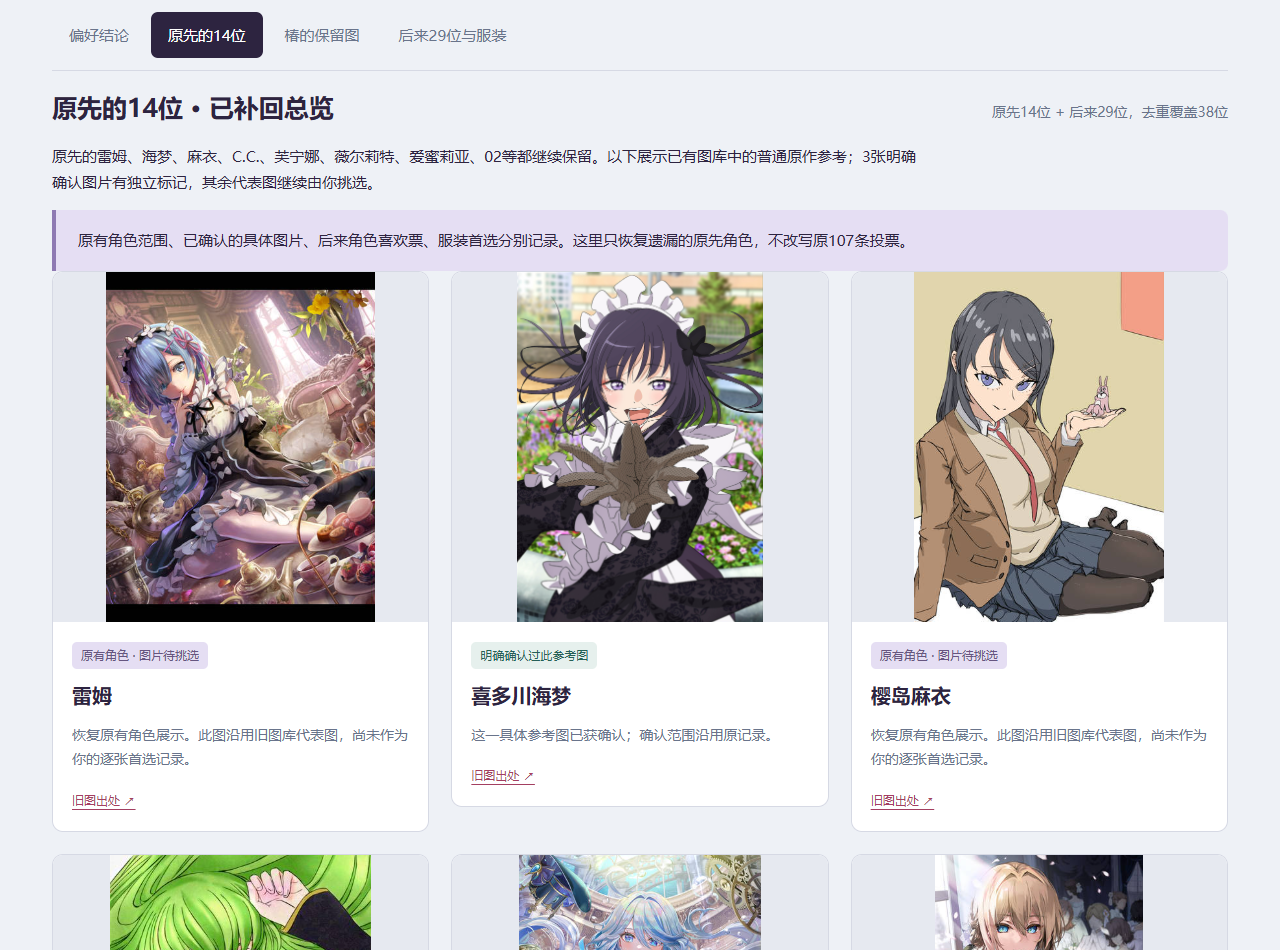 偏好结论
原先的14位
椿的保留图
后来29位与服装
原先的14位 • 已补回总览
原先14位 + 后来29位，去重覆盖38位
原先的雷姆、海梦、麻衣、C.C.、芙宁娜、薇尔莉特、爱蜜莉亚、02等都继续保留。以下展示已有图库中的普通原作参考；3张明确
确认图片有独立标记，其余代表图继续由你挑选。
原有角色范围、已确认的具体图片、后来角色喜欢票、服装首选分别记录。这里只恢复遗漏的原先角色，不改写原107条投票。
原有角色 · 图片待挑选
雷姆
恢复原有角色展示。此图沿用旧图库代表图，尚未作为
你的逐张首选记录。
旧图出处 ↗
明确确认过此参考图
喜多川海梦
这一具体参考图已获确认；确认范围沿用原记录。
旧图出处 ↗
原有角色 · 图片待挑选
樱岛麻衣
恢复原有角色展示。此图沿用旧图库代表图，尚未作为
你的逐张首选记录。
旧图出处 ↗